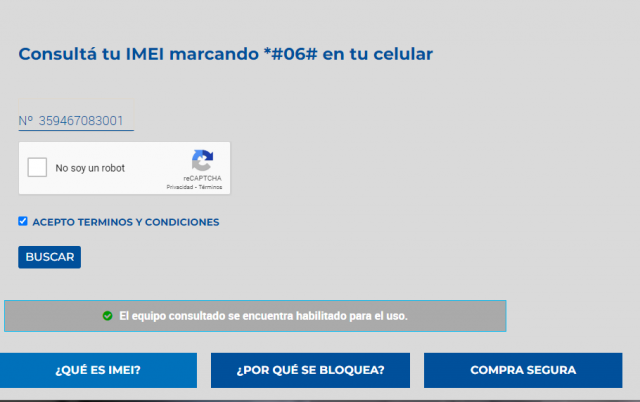 Consultá tu IMEI marcando *#06# en tu celular
Nº 359467083001
No soy un robot
reCAPTCHA
Privacidad - Términos
ACEPTO TERMINOS Y CONDICIONES
BUSCAR
El equipo consultado se encuentra habilitado para el uso.
¿QUÉ ES IMEI?
¿POR QUÉ SE BLOQUEA?
COMPRA SEGURA